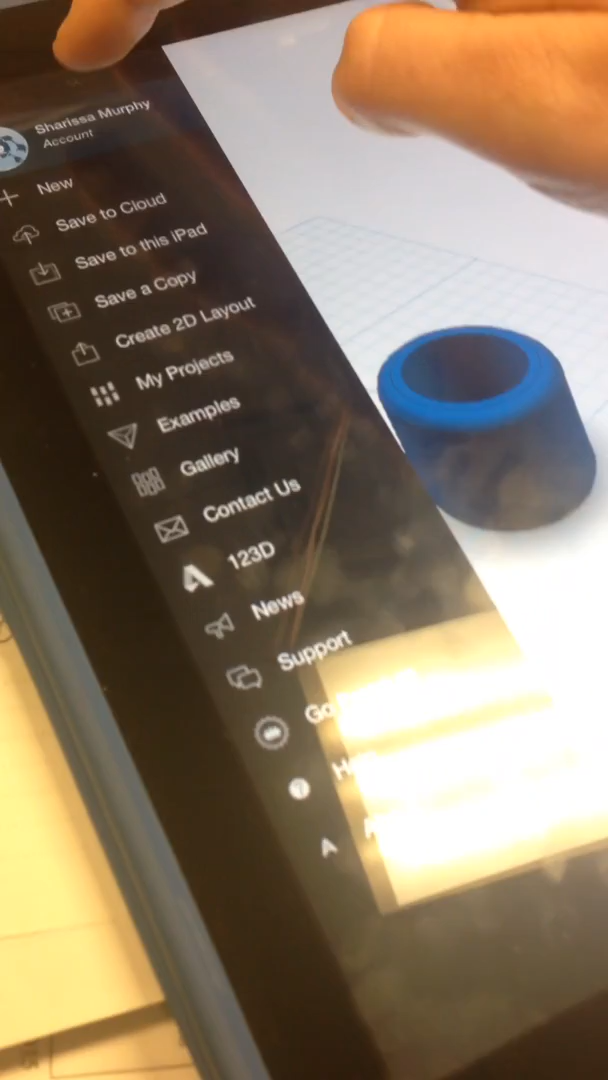 Sharissa Murphy
Account
New
Save to Cloud
Save to this iPad
Save a Copy
Create 2D Layout
My Projects
Examples
Gallery
Contact Us
123D
News
Support